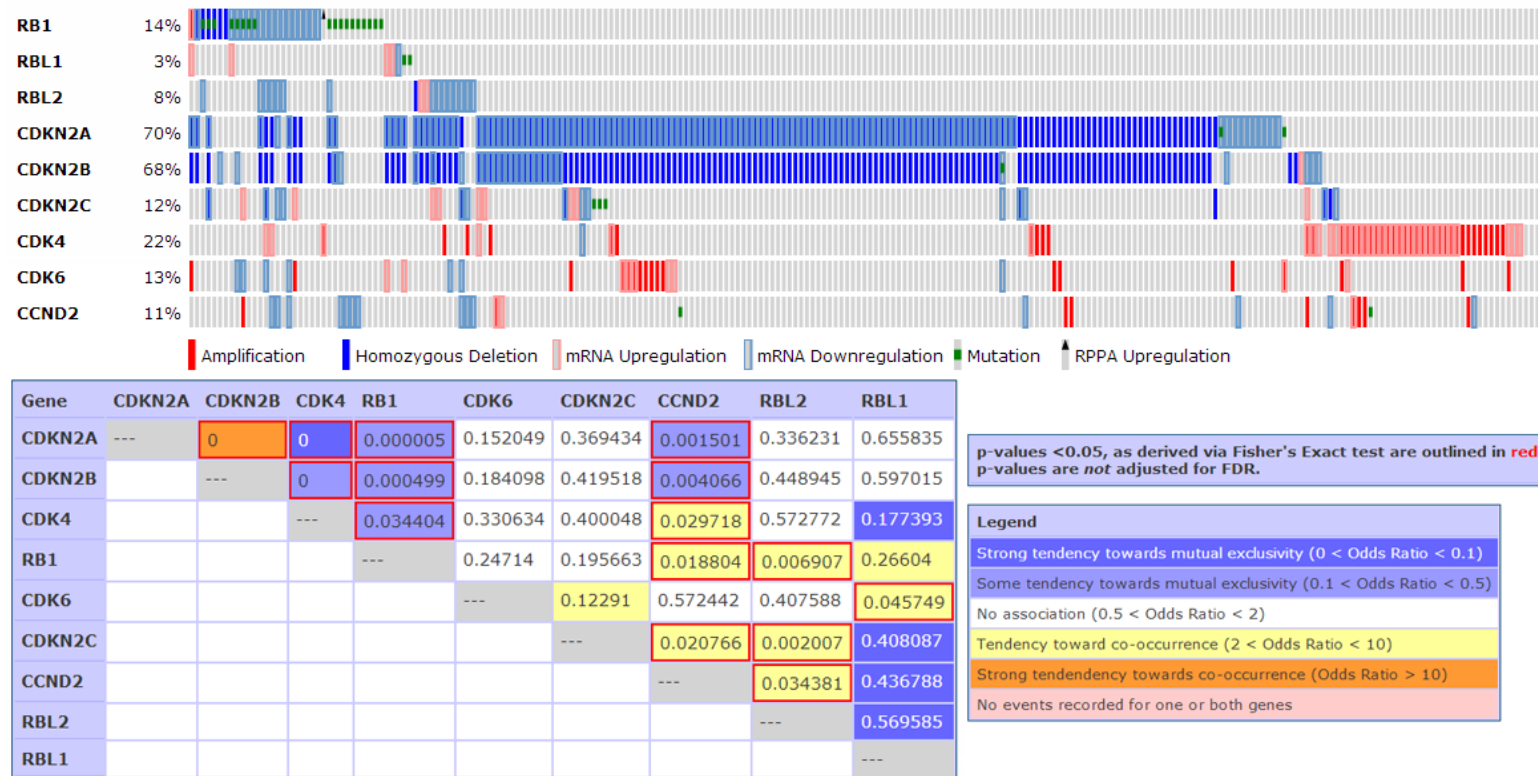 RB1 14%
RBL1 3%
RBL2 8%
CDKN2A 70%
CDKN2B 68%
CDKN2C 12%
CDK4 22%
CDK6 13%
CCND2 11%
Amplification Homozygous Deletion mRNA Upregulation mRNA Downregulation Mutation RPPA Upregulation
Gene CDKN2A CDKN2B CDK4 RB1 CDK6 CDKN2C CCND2 RBL2 RBL1
CDKN2A --- 0 0 0.000005 0.152049 0.369434 0.001501 0.336231 0.655835
CDKN2B --- 0 0.000499 0.184098 0.419518 0.004066 0.448945 0.597015
CDK4 --- 0.034404 0.330634 0.400048 0.029718 0.572772 0.177393
RB1 --- 0.24714 0.195663 0.018804 0.006907 0.26604
CDK6 --- 0.12291 0.572442 0.407588 0.045749
CDKN2C --- 0.020766 0.002007 0.408087
CCND2 --- 0.034381 0.436788
RBL2 --- 0.569585
RBL1 ---
p-values <0.05, as derived via Fisher's Exact test are outlined in red
p-values are not adjusted for FDR.
Legend
Strong tendency towards mutual exclusivity (0 < Odds Ratio < 0.1)
Some tendency towards mutual exclusivity (0.1 < Odds Ratio < 0.5)
No association (0.5 < Odds Ratio < 2)
Tendency toward co-occurrence (2 < Odds Ratio < 10)
Strong tendendency towards co-occurrence (Odds Ratio > 10)
No events recorded for one or both genes